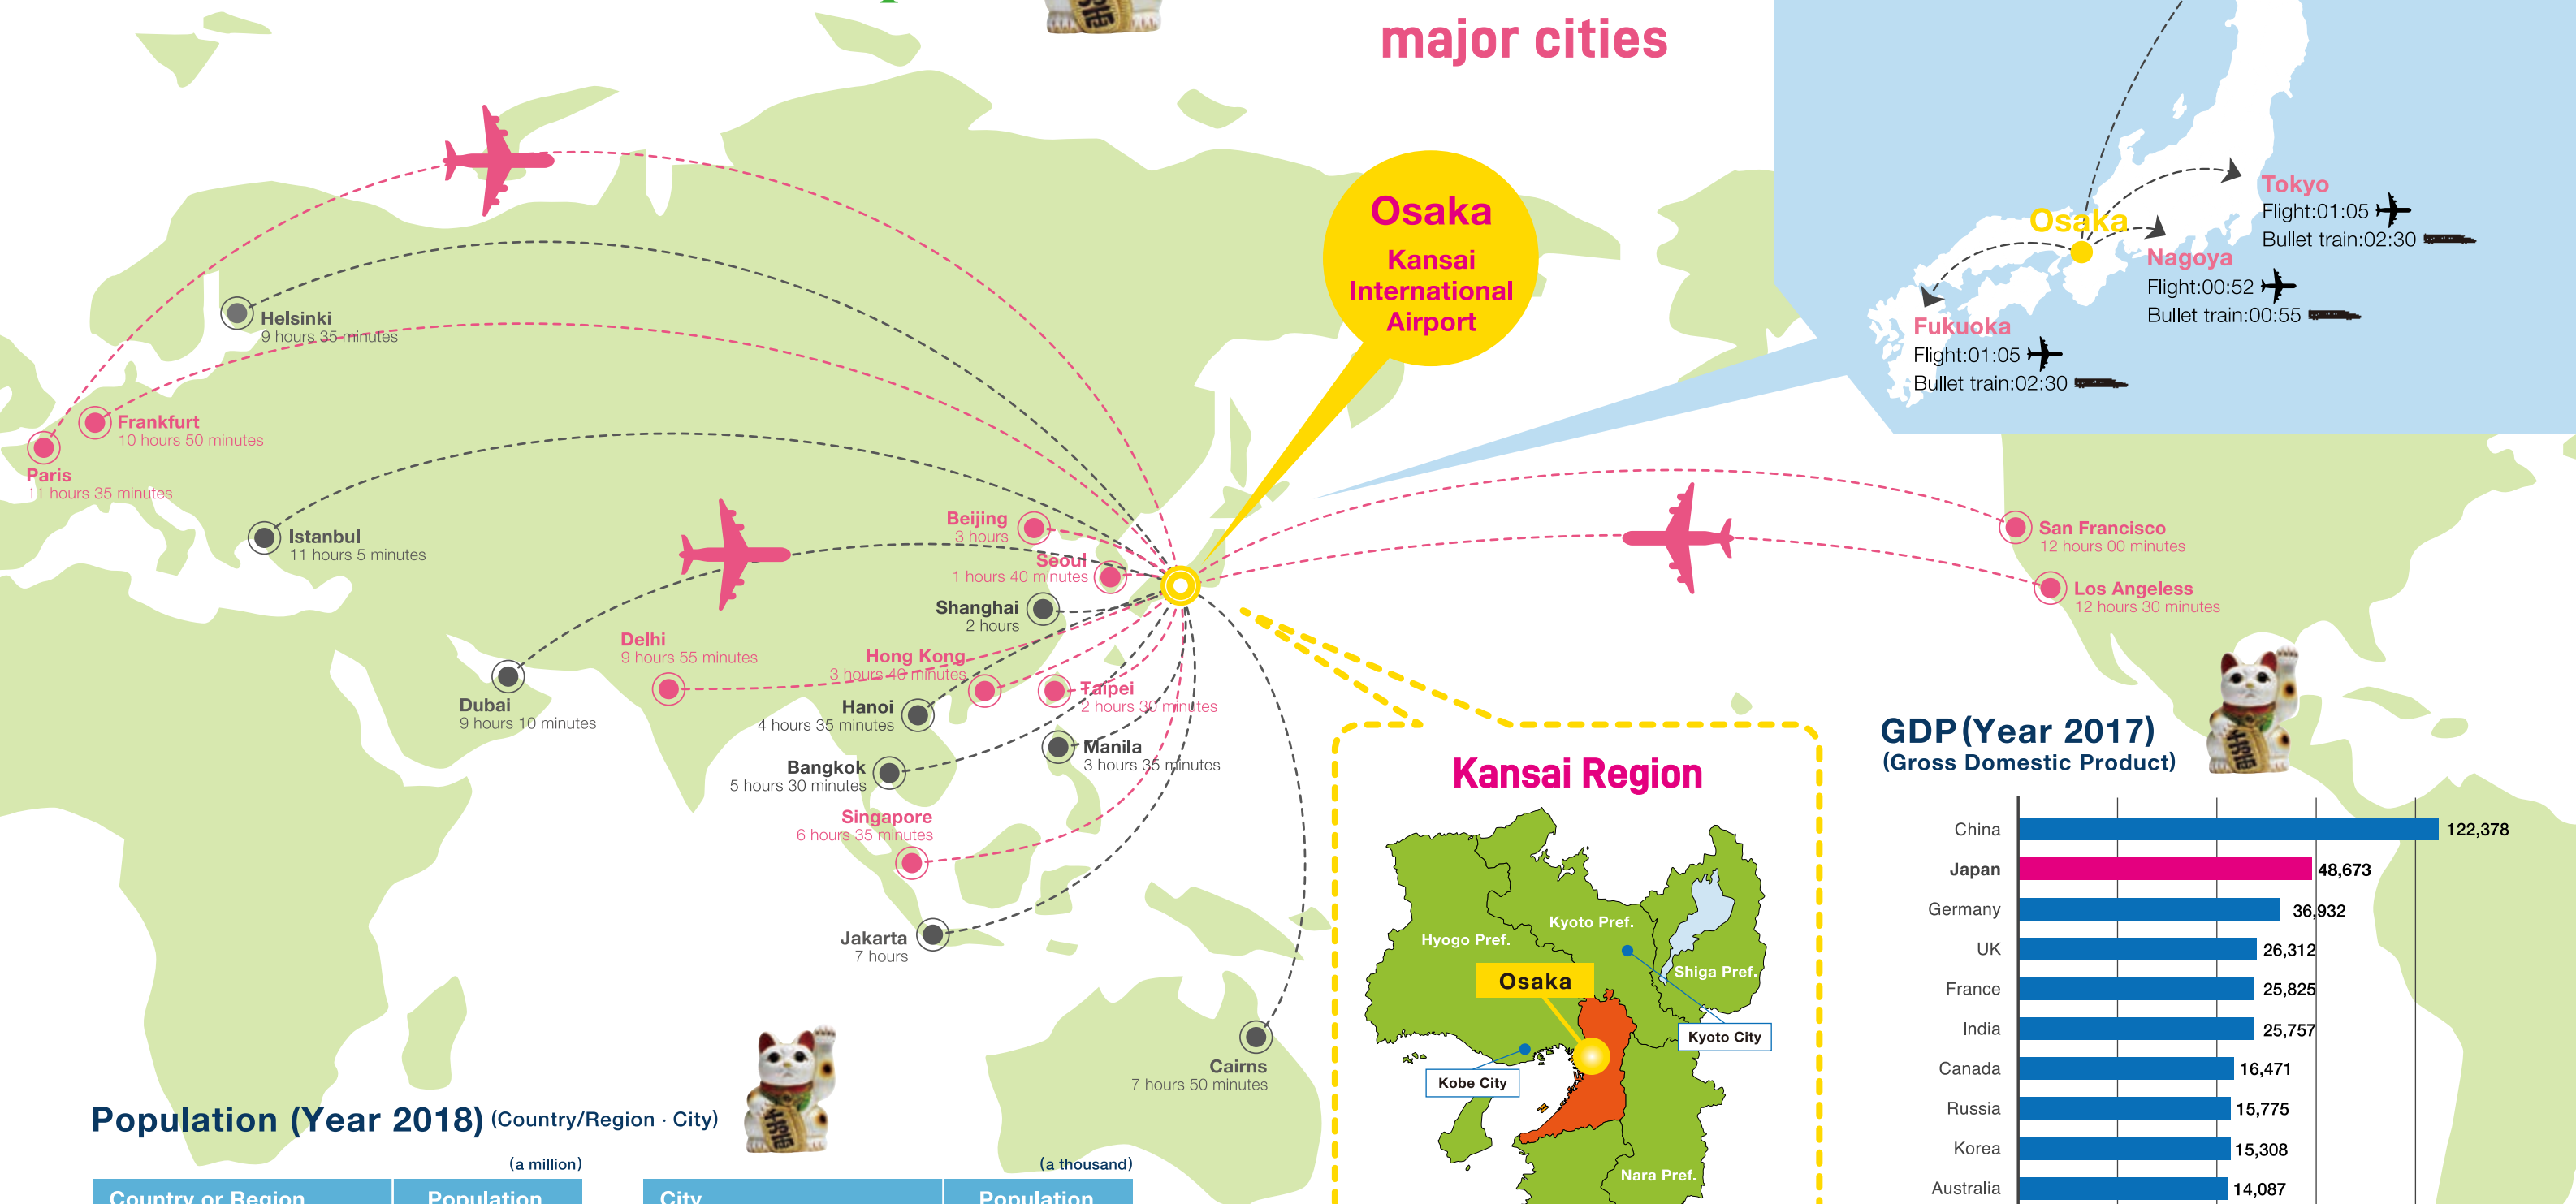 major cities
Osaka
Kansai
International
Airport
Tokyo
Flight:01:05
Bullet train:02:30
Osaka
Nagoya
Flight:00:52
Bullet train:00:55
Fukuoka
Flight:01:05
Bullet train:02:30
Helsinki
9 hours 35 minutes
Frankfurt
10 hours 50 minutes
Paris
11 hours 35 minutes
Istanbul
11 hours 5 minutes
Beijing
3 hours
Seoul
1 hours 40 minutes
Shanghai
2 hours
San Francisco
12 hours 00 minutes
Los Angeless
12 hours 30 minutes
Delhi
9 hours 55 minutes
Hong Kong
3 hours 40 minutes
Taipei
2 hours 30 minutes
Dubai
9 hours 10 minutes
Hanoi
4 hours 35 minutes
Manila
3 hours 35 minutes
Bangkok
5 hours 30 minutes
Singapore
6 hours 35 minutes
Jakarta
7 hours
Cairns
7 hours 50 minutes
Kansai Region
Kyoto Pref.
Hyogo Pref.
Shiga Pref.
Osaka
Kyoto City
Kobe City
Nara Pref.
GDP (Year 2017)
(Gross Domestic Product)
China 122,378
Japan 48,673
Germany 36,932
UK 26,312
France 25,825
India 25,757
Canada 16,471
Russia 15,775
Korea 15,308
Australia 14,087
Population (Year 2018) (Country/Region · City)
(a million)
Country or Region Population
(a thousand)
City Population